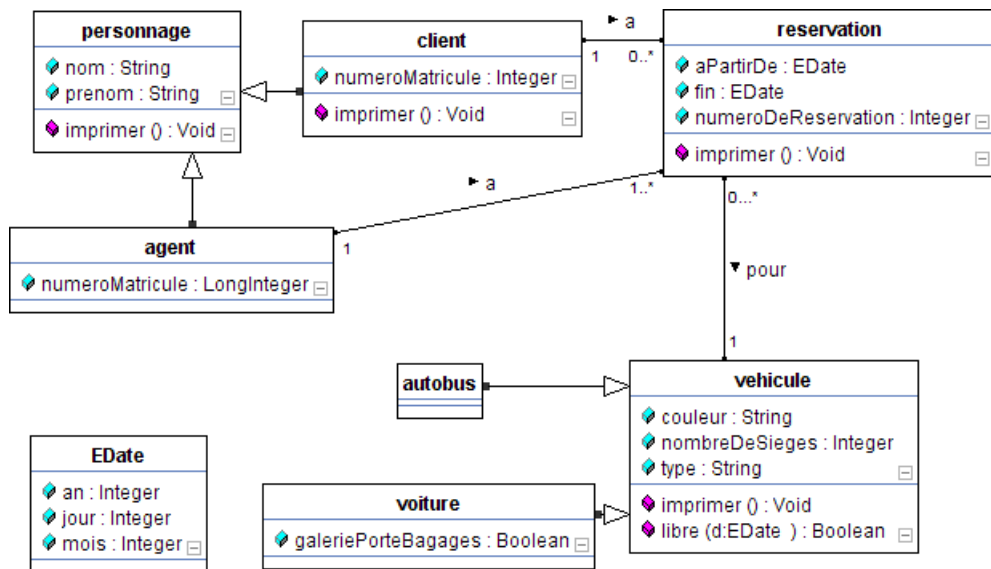 personnage
nom : String
prenom : String
imprimer () : Void
client
numeroMatricule : Integer
imprimer () : Void
► a
1
0..*
reservation
aPartirDe : EDate
fin : EDate
numeroDeReservation : Integer
imprimer () : Void
► a
1
1..*
agent
numeroMatricule : LongInteger
0...*
▼ pour
1
autobus
vehicule
couleur : String
nombreDeSieges : Integer
type : String
imprimer () : Void
libre (d:EDate ) : Boolean
EDate
an : Integer
jour : Integer
mois : Integer
voiture
galeriePorteBagages : Boolean